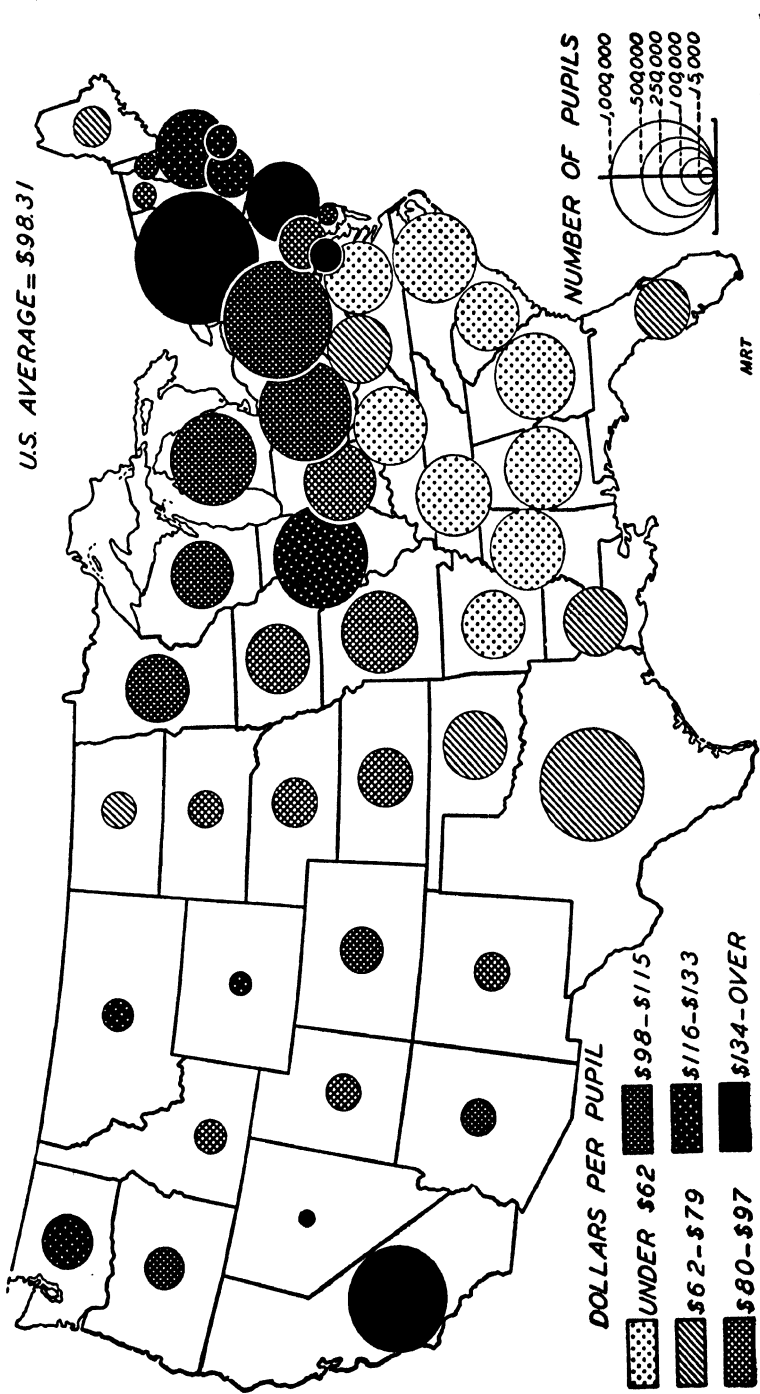 U.S. AVERAGE = $98.31
DOLLARS PER PUPIL
UNDER $62
$62-$79
$80-$97
$98-$115
$116-$133
$134-OVER
NUMBER OF PUPILS
1,000,000
500,000
250,000
100,000
15,000
MRT